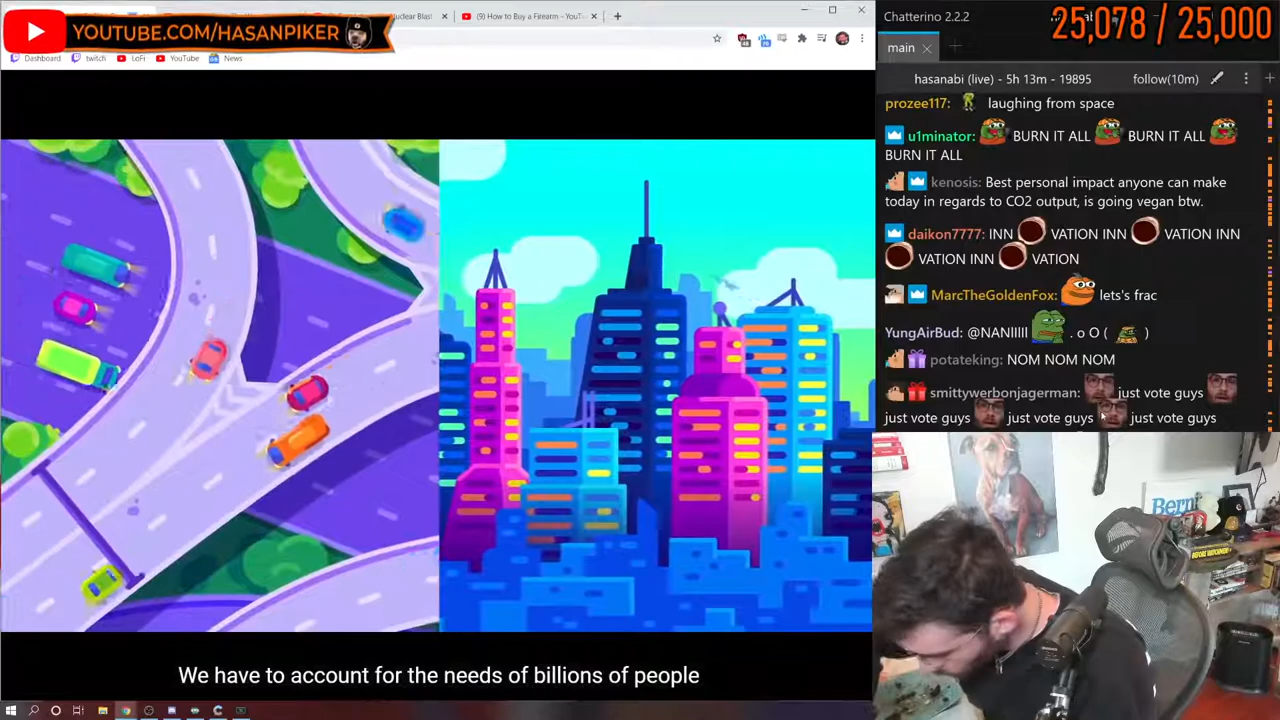 YOUTUBE.COM/HASANPIKER
uclear Blast
(9) How to Buy a Firearm – YouT
Dashboard
twitch
LoFi
YouTube
News
We have to account for the needs of billions of people
Chatterino 2.2.2
25,078 / 25,000
main
hasanabi (live) - 5h 13m - 19895
follow(10m)
prozee117: laughing from space
u1minator: BURN IT ALL BURN IT ALL
BURN IT ALL
kenosis: Best personal impact anyone can make
today in regards to CO2 output, is going vegan btw.
daikon7777: INN VATION INN VATION INN
VATION INN VATION
MarcTheGoldenFox: lets's frac
YungAirBud: @NANIIIII . o O ( )
potateking: NOM NOM NOM
smittywerbonjagerman: just vote guys
just vote guys just vote guys just vote guys
Bern